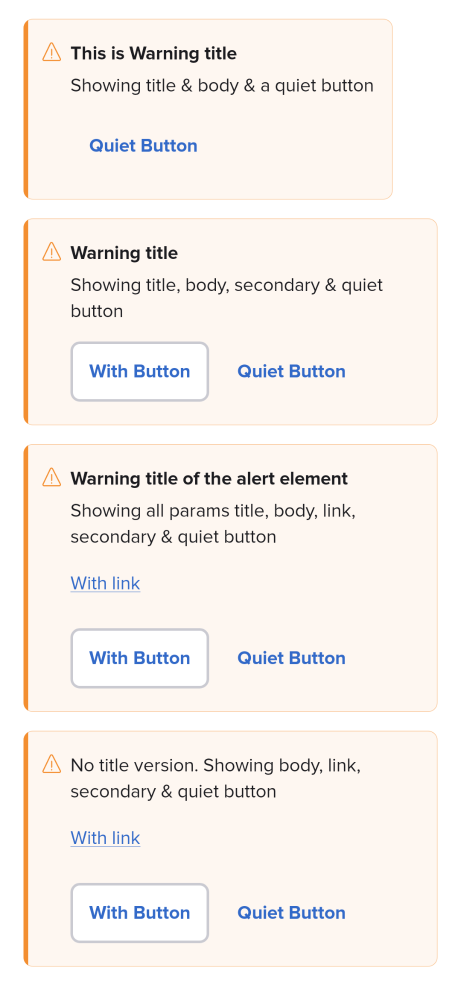 This is Warning title
Showing title & body & a quiet button
Quiet Button
Warning title
Showing title, body, secondary & quiet
button
With Button
Quiet Button
Warning title of the alert element
Showing all params title, body, link,
secondary & quiet button
With link
With Button
Quiet Button
No title version. Showing body, link,
secondary & quiet button
With link
With Button
Quiet Button